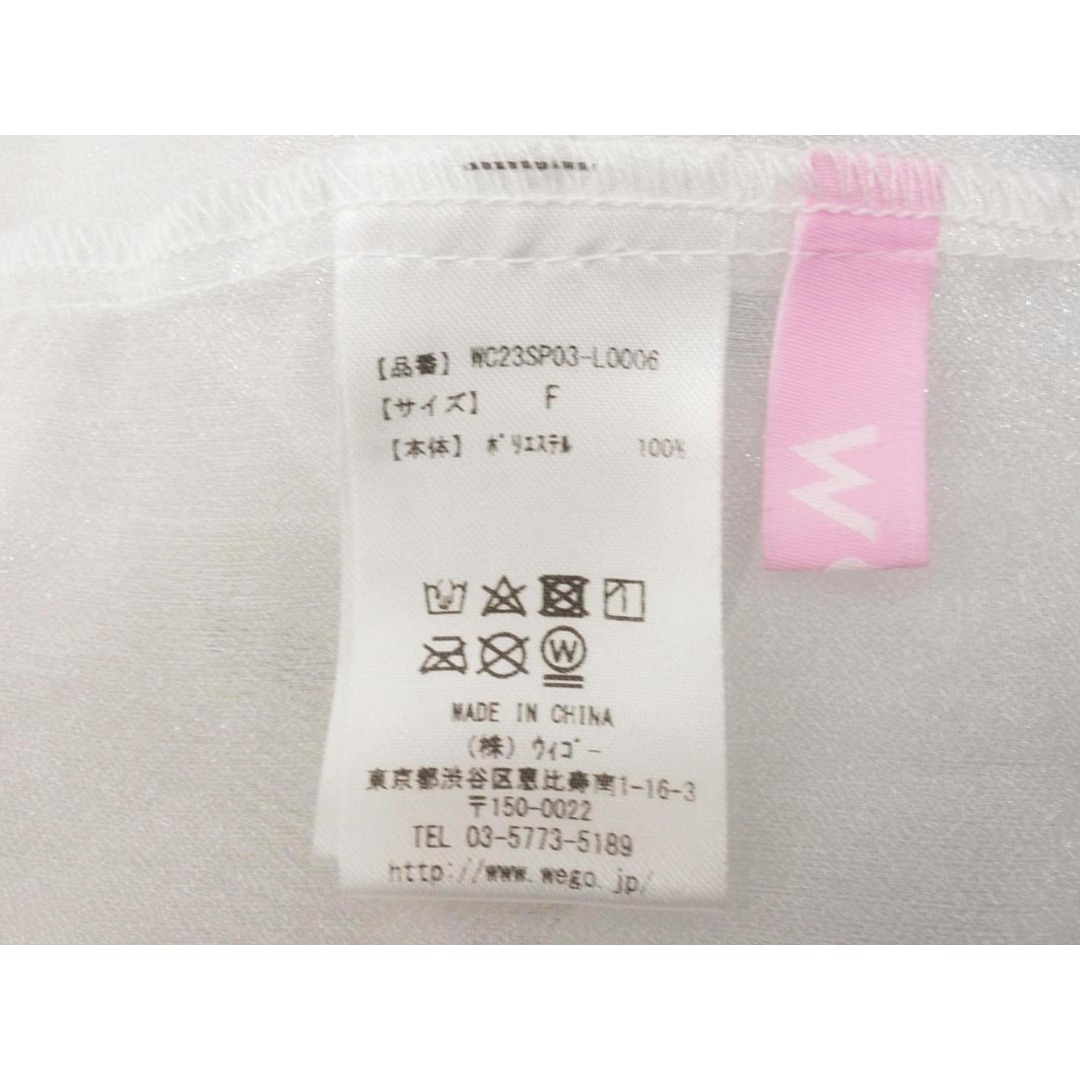 【品番】 WC23SP03-L0006
【サイズ】 F
【本体】 ポリエステル 100%
W
MADE IN CHINA
(株) ウィゴー
東京都渋谷区恵比寿南1-16-3
〒150-0022
TEL 03-5773-5189
http://www.wego.jp/
W